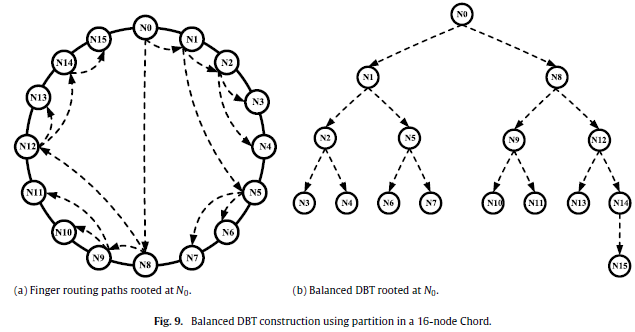 N0
N15
N1
N14
N2
N13
N3
N12
N4
N11
N5
N10
N6
N9
N8
N7
(a) Finger routing paths rooted at N0.
N0
N1 N8
N2 N5 N9 N12
N3 N4 N6 N7 N10 N11 N13 N14
N15
(b) Balanced DBT rooted at N0.
Fig. 9. Balanced DBT construction using partition in a 16-node Chord.